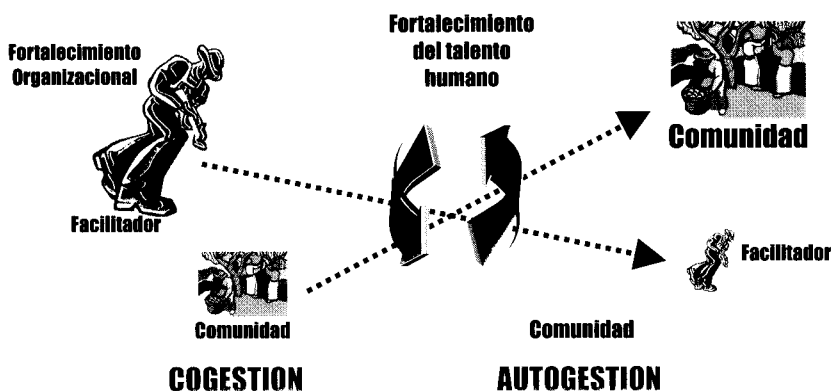 Fortalecimiento
Organizacional
Fortalecimiento
del talento
humano
Comunidad
Facilitador
Facilitador
Comunidad
Comunidad
COGESTION
AUTOGESTION